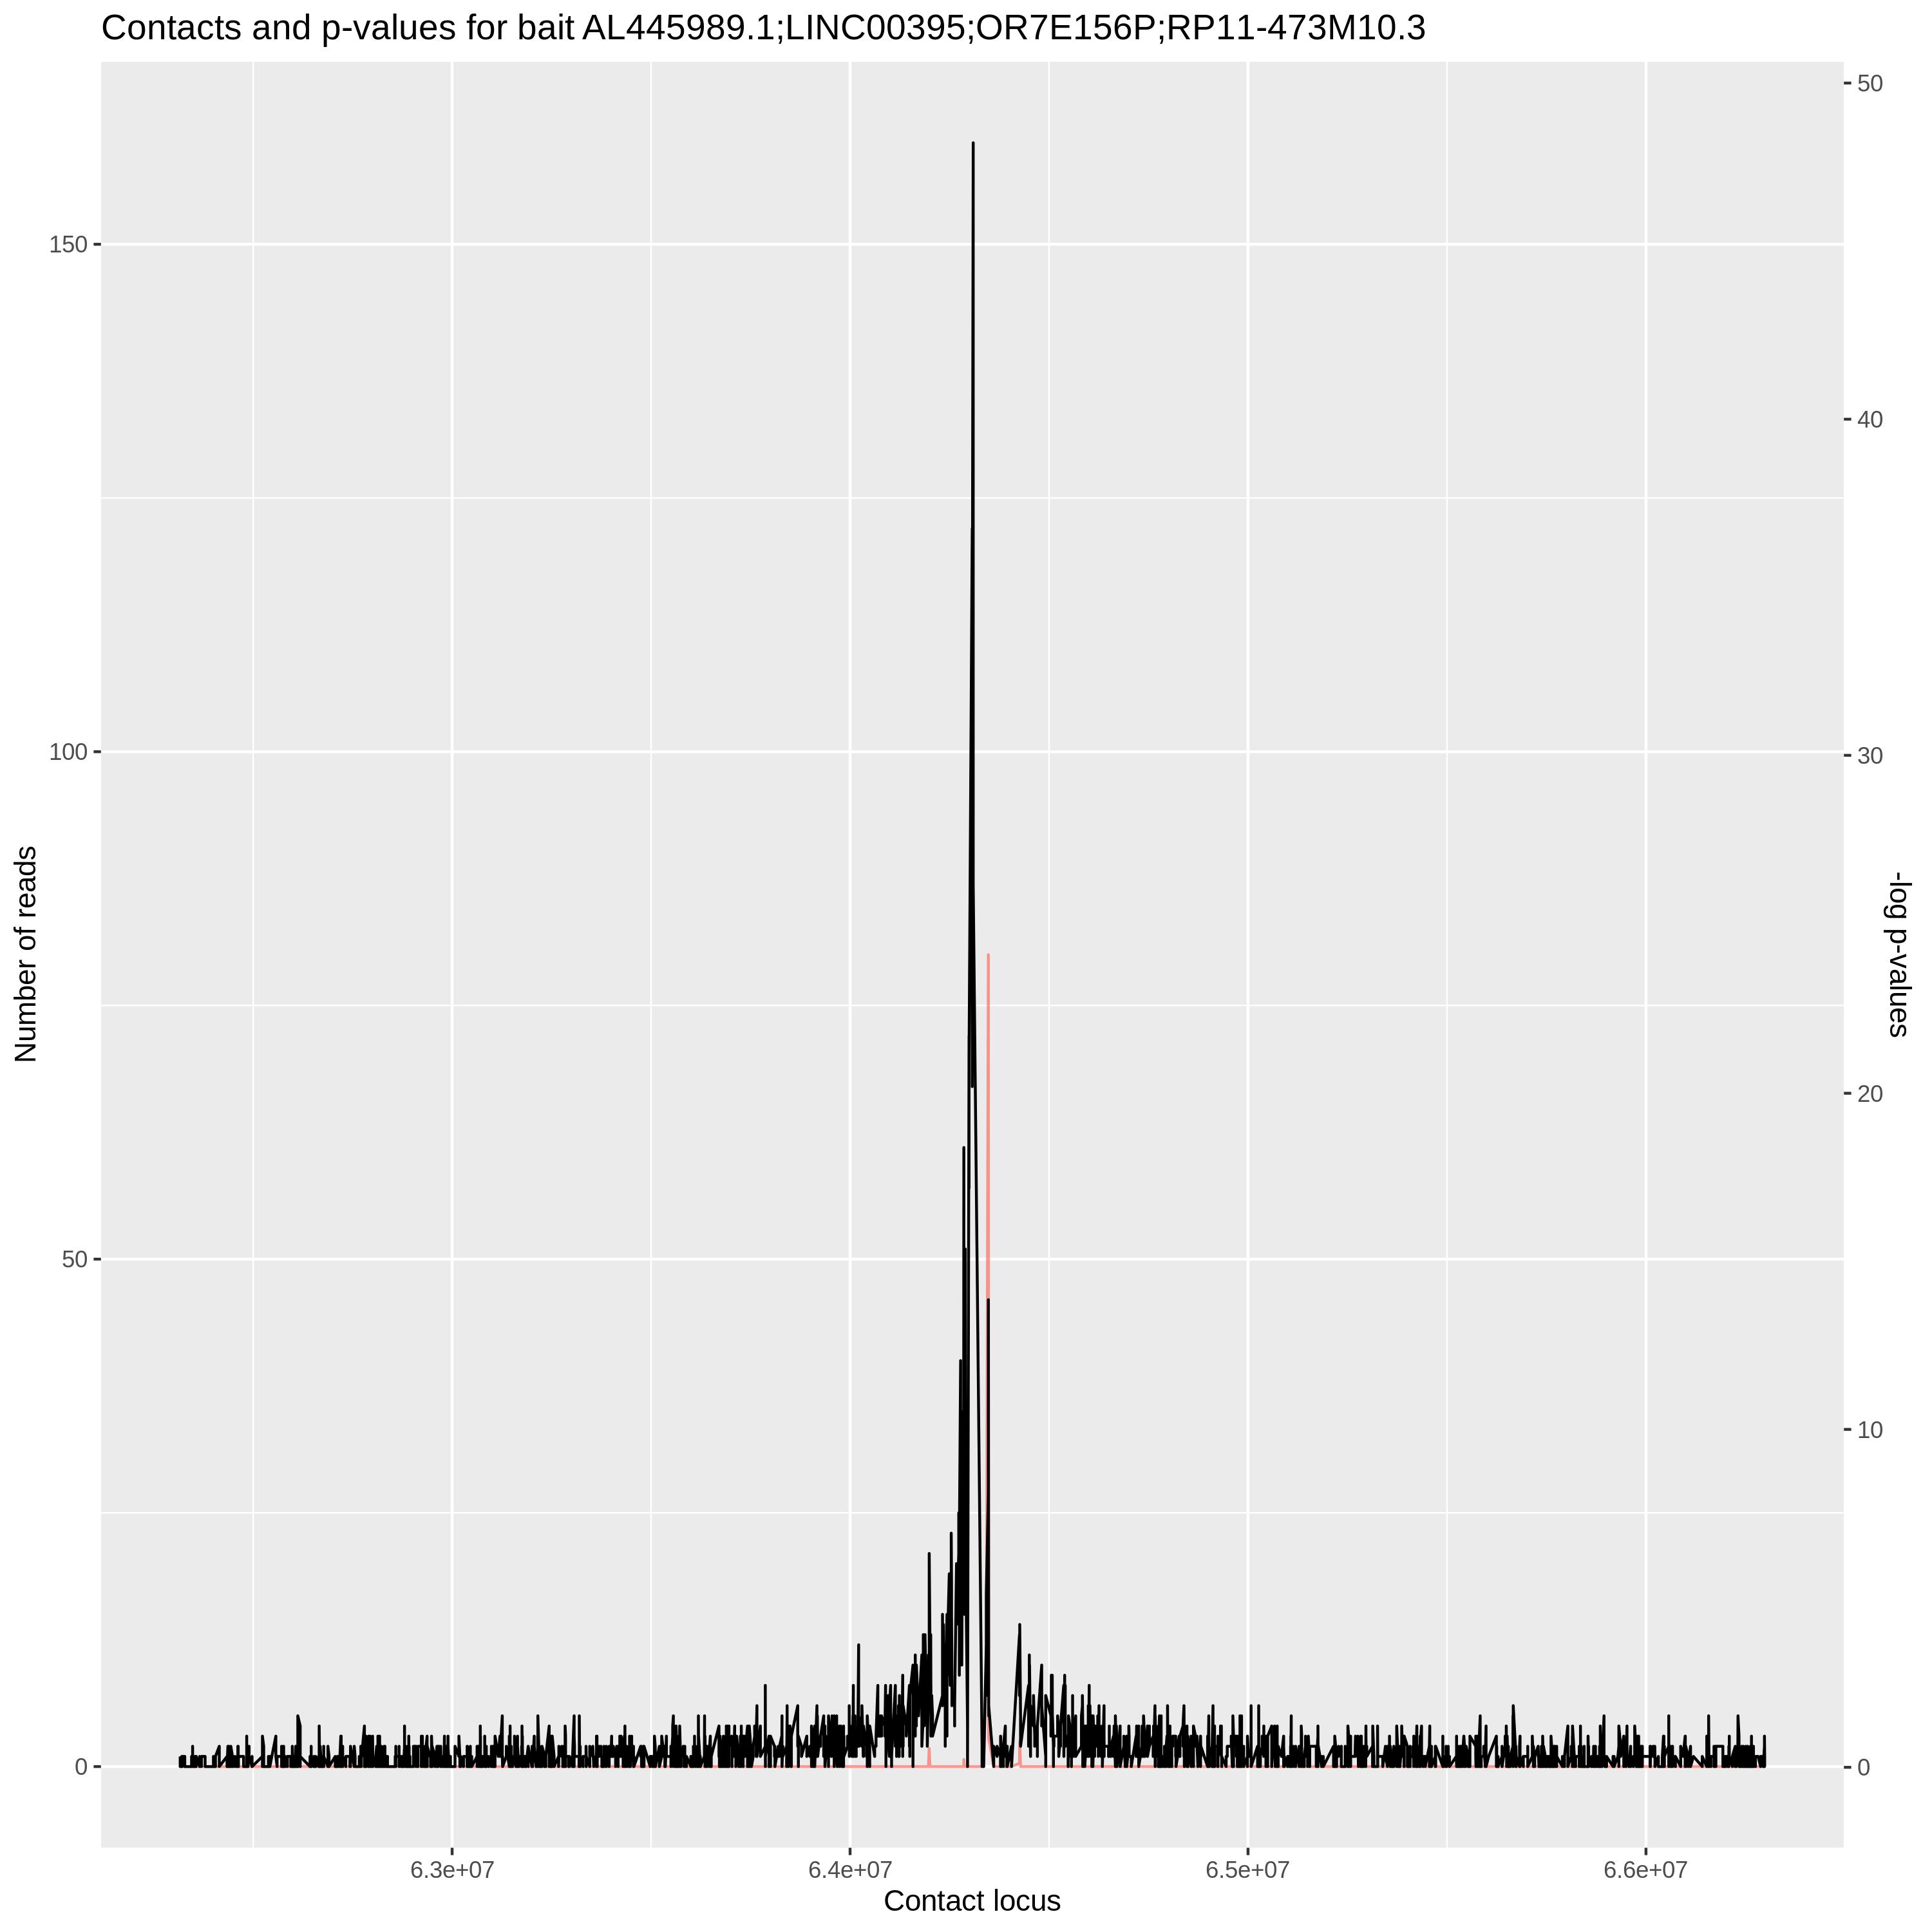 Contacts and p-values for bait AL445989.1;LINC00395;OR7E156P;RP11-473M10.3
150
100
50
0
Number of reads
50
40
30
20
10
0
-log p-values
6.3e+07
6.4e+07
6.5e+07
6.6e+07
Contact locus